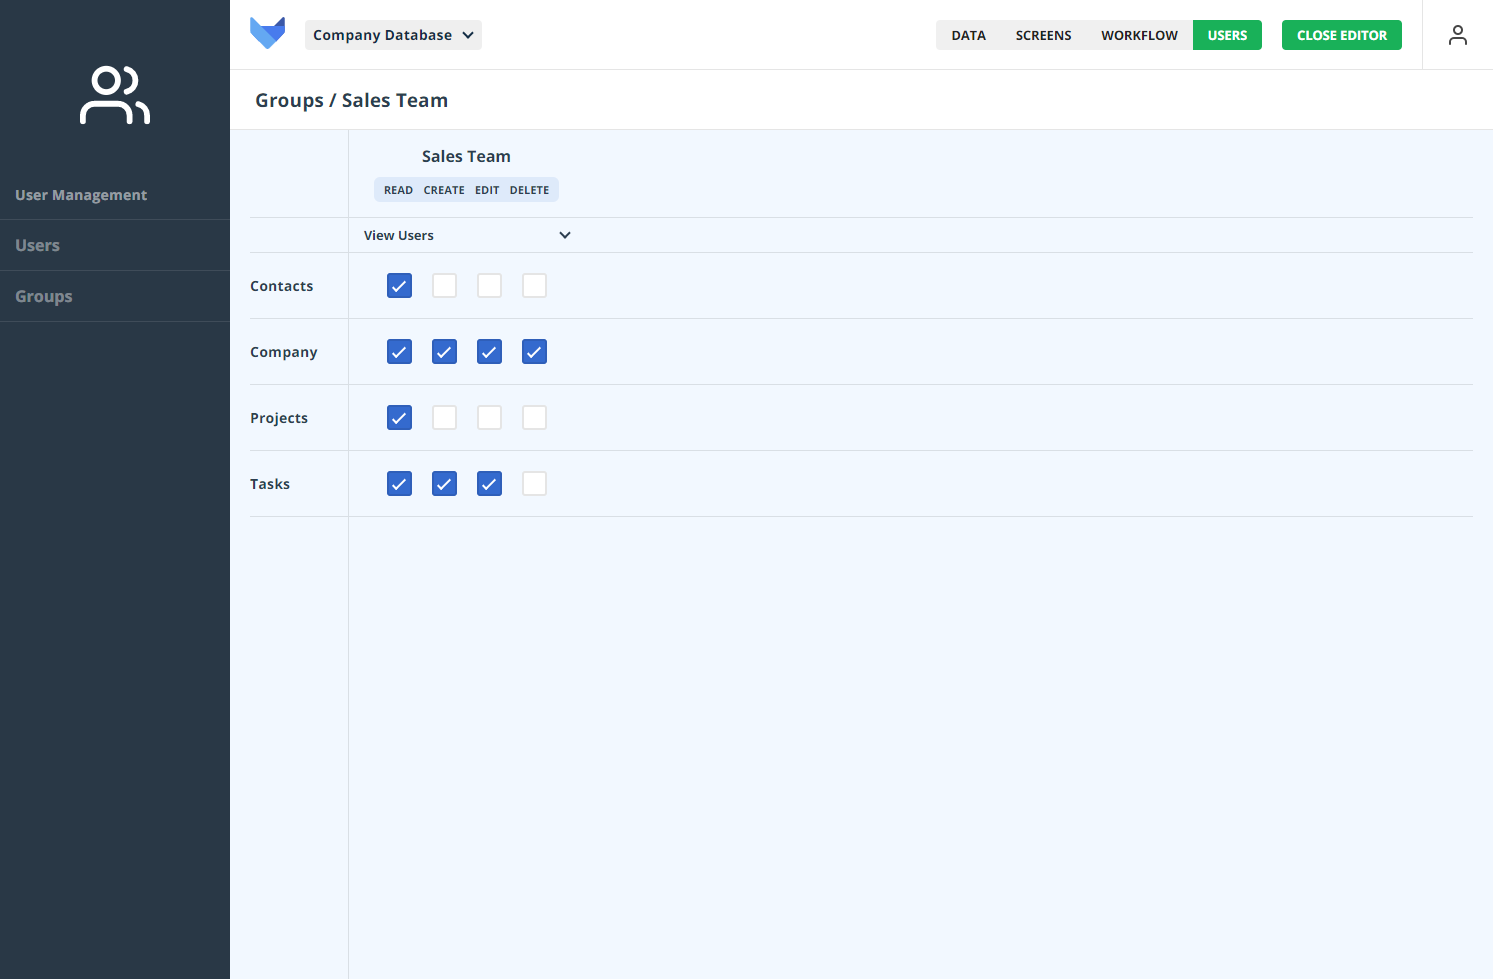 Company Database
DATA SCREENS WORKFLOW USERS CLOSE EDITOR
Groups / Sales Team
User Management
Users
Groups
Sales Team
READ CREATE EDIT DELETE
View Users
Contacts
Company
Projects
Tasks